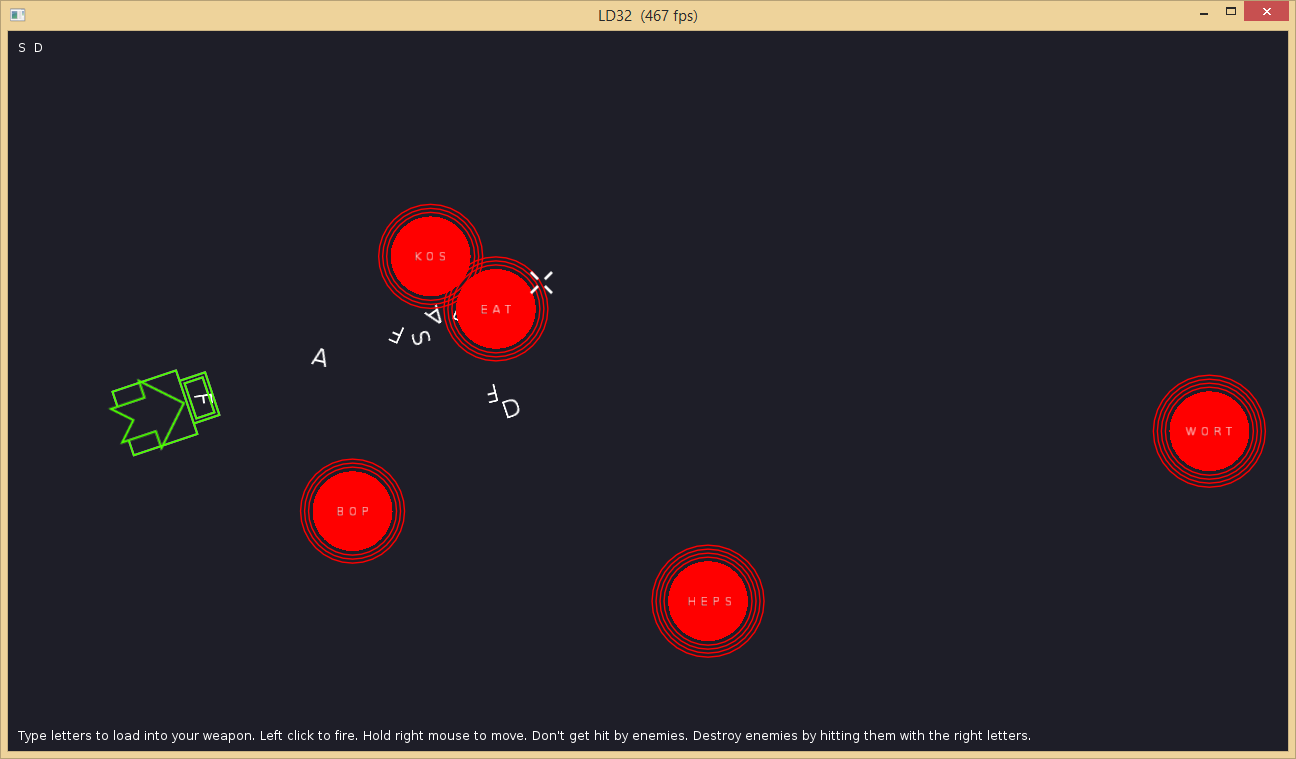 LD32 (467 fps)
S D
KOS
EAT
A
S
F
A
F
F
D
WORT
BOP
HEPS
Type letters to load into your weapon. Left click to fire. Hold right mouse to move. Don't get hit by enemies. Destroy enemies by hitting them with the right letters.